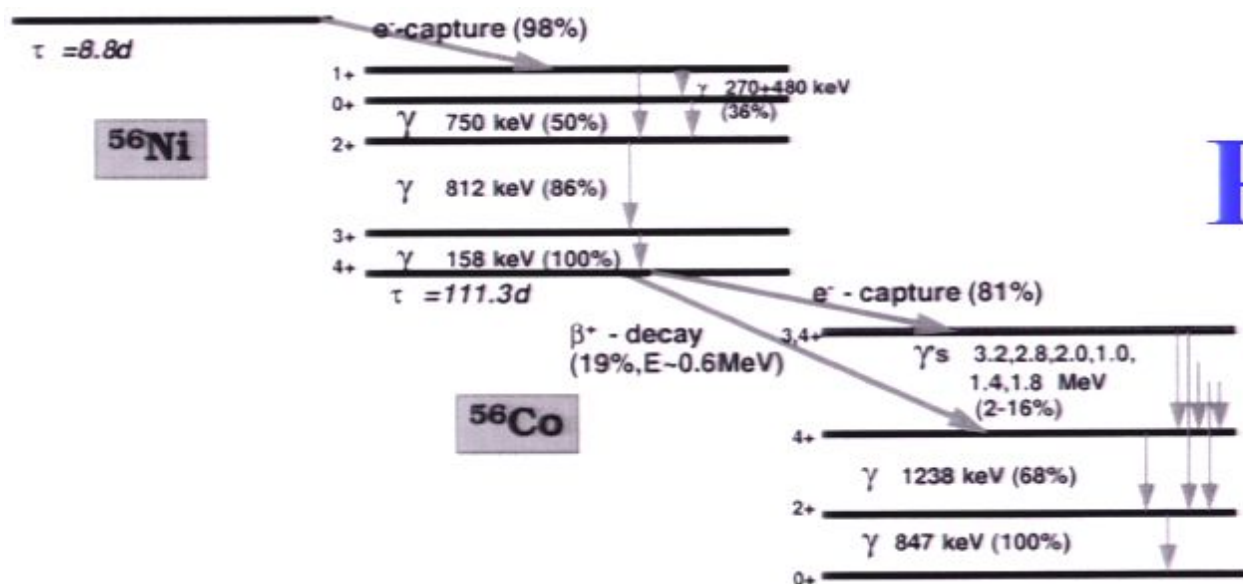 e⁻-capture (98%)
τ =8.8d
1+
γ 270+480 keV
(36%)
0+
γ 750 keV (50%)
2+
⁵⁶Ni
γ 812 keV (86%)
3+
γ 158 keV (100%)
4+
τ =111.3d
e⁻ - capture (81%)
β⁺ - decay
(19%,E~0.6MeV)
3,4+
γ's 3.2,2.8,2.0,1.0,
1.4,1.8 MeV
(2-16%)
⁵⁶Co
4+
γ 1238 keV (68%)
2+
γ 847 keV (100%)
0+